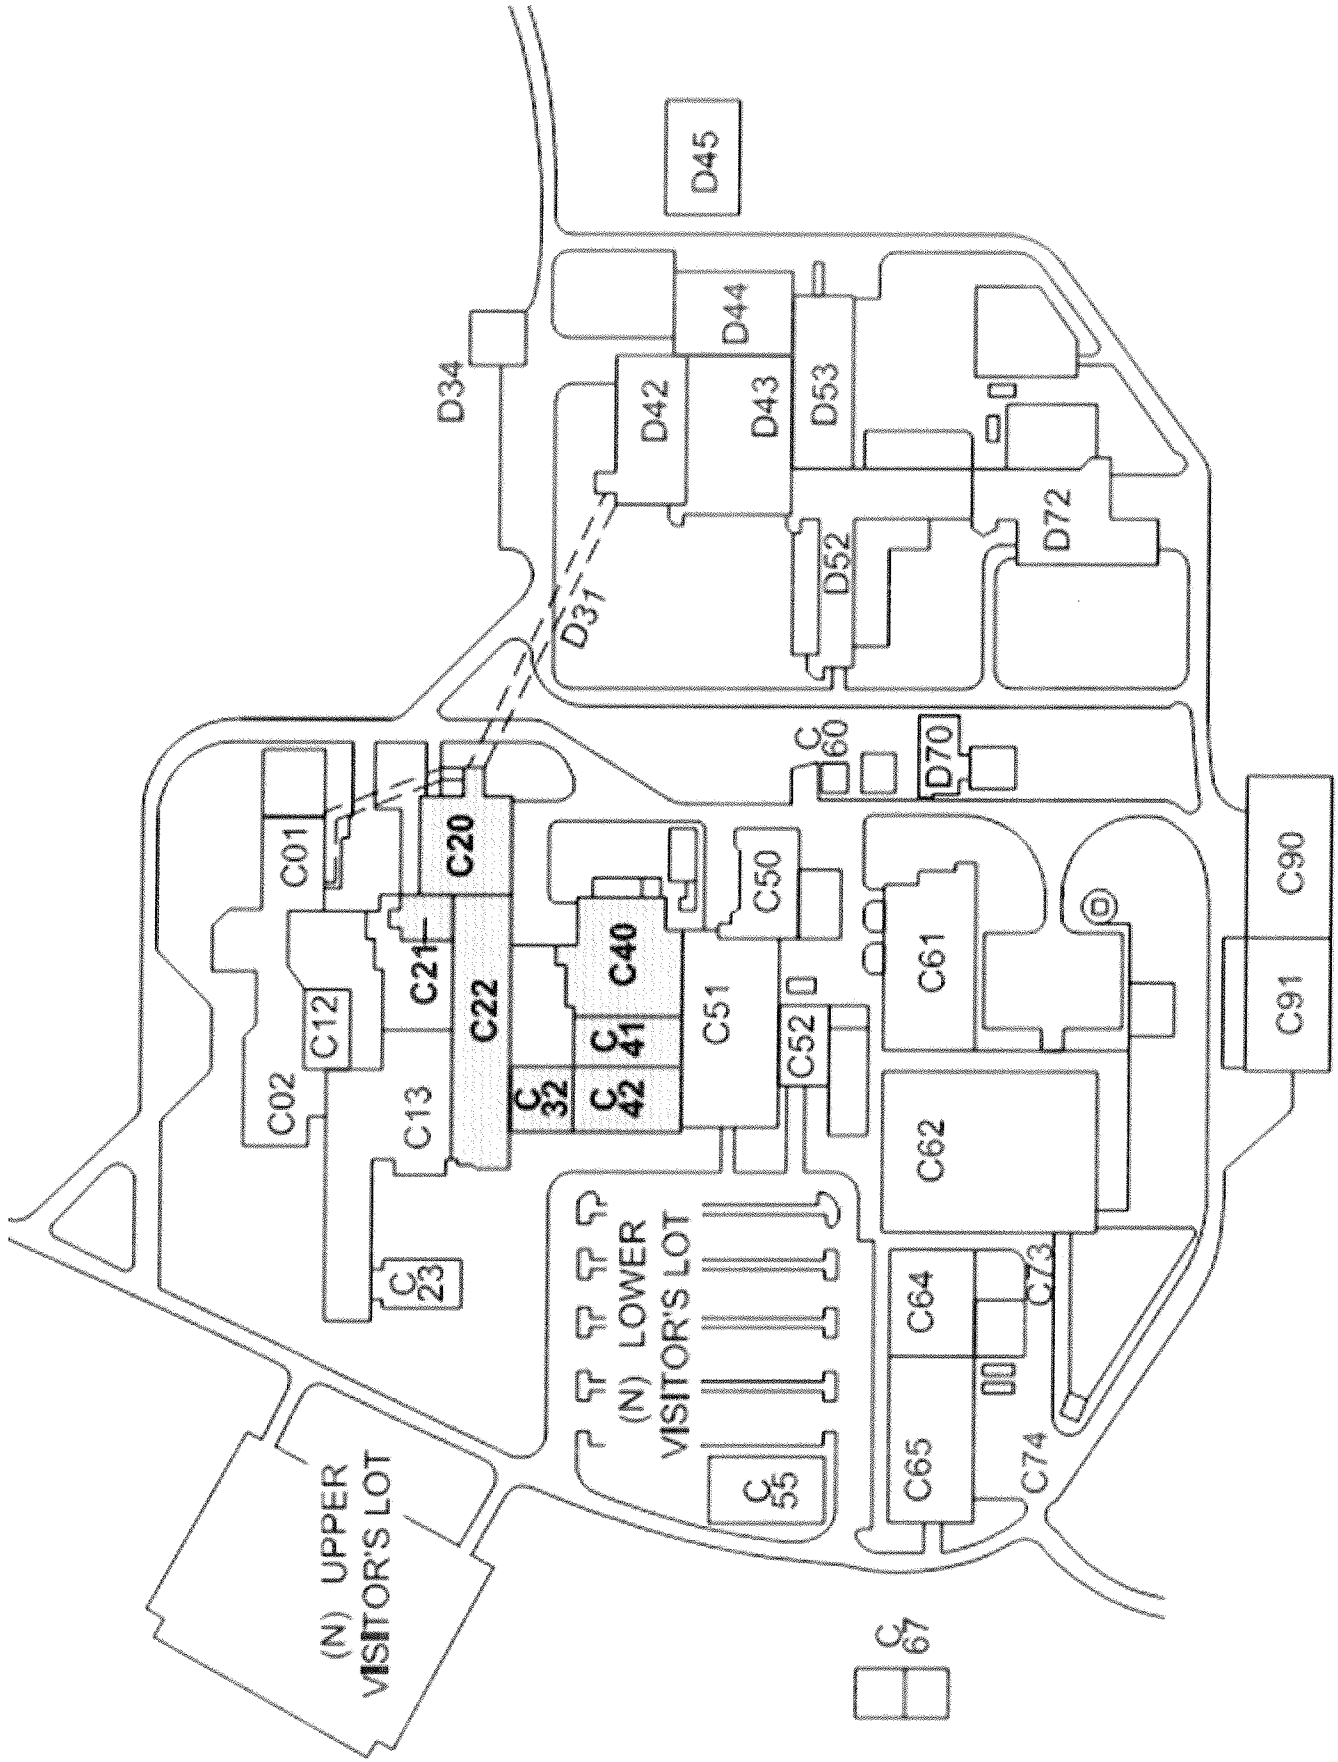 (N) UPPER
VISITOR'S LOT
C
23
C02
C12
C01
C13
C21
C20
C22
D34
D31
C
32
C
42
C
41
C40
(N) LOWER
VISITOR'S LOT
C
55
C51
C50
C52
D42
D44
D45
D43
D53
D52
D72
C
60
D70
C
67
C65
C64
C62
C61
C74
C73
C91
C90